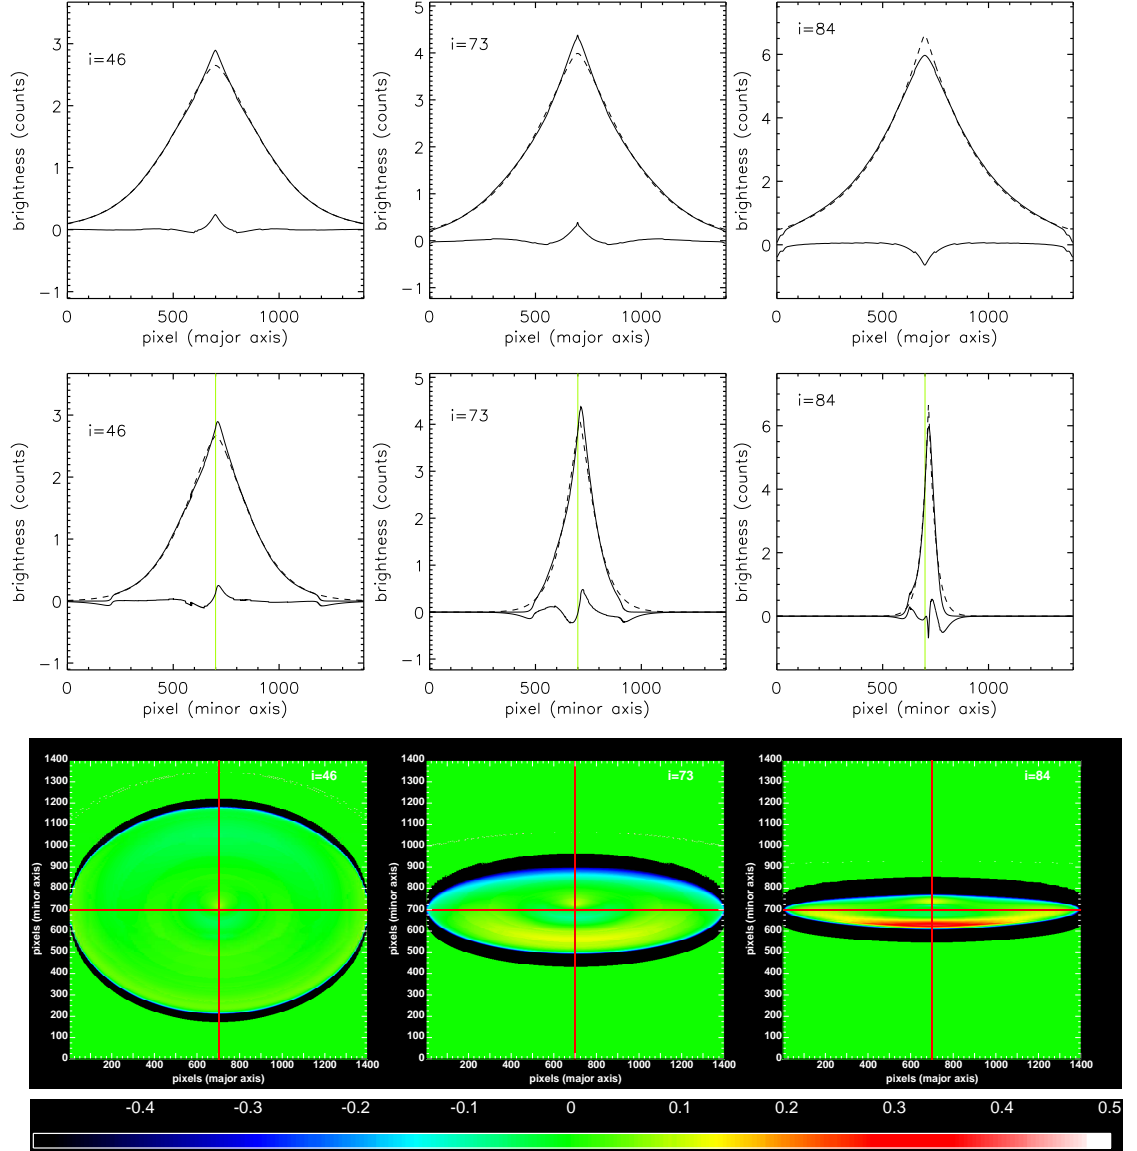 i=46
brightness (counts)
3
2
1
0
−1
0 500 1000
pixel (major axis)
i=73
brightness (counts)
5
4
3
2
1
0
−1
0 500 1000
pixel (major axis)
i=84
brightness (counts)
6
4
2
0
0 500 1000
pixel (major axis)
i=46
brightness (counts)
3
2
1
0
−1
0 500 1000
pixel (minor axis)
i=73
brightness (counts)
5
4
3
2
1
0
−1
0 500 1000
pixel (minor axis)
i=84
brightness (counts)
6
4
2
0
0 500 1000
pixel (minor axis)
i=46
pixels (minor axis)
1400
1300
1200
1100
1000
900
800
700
600
500
400
300
200
100
0
200 400 600 800 1000 1200 1400
pixels (major axis)
i=73
pixels (minor axis)
1400
1300
1200
1100
1000
900
800
700
600
500
400
300
200
100
0
200 400 600 800 1000 1200 1400
pixels (major axis)
i=84
pixels (minor axis)
1400
1300
1200
1100
1000
900
800
700
600
500
400
300
200
100
0
200 400 600 800 1000 1200 1400
pixels (major axis)
-0.4 -0.3 -0.2 -0.1 0 0.1 0.2 0.3 0.4 0.5